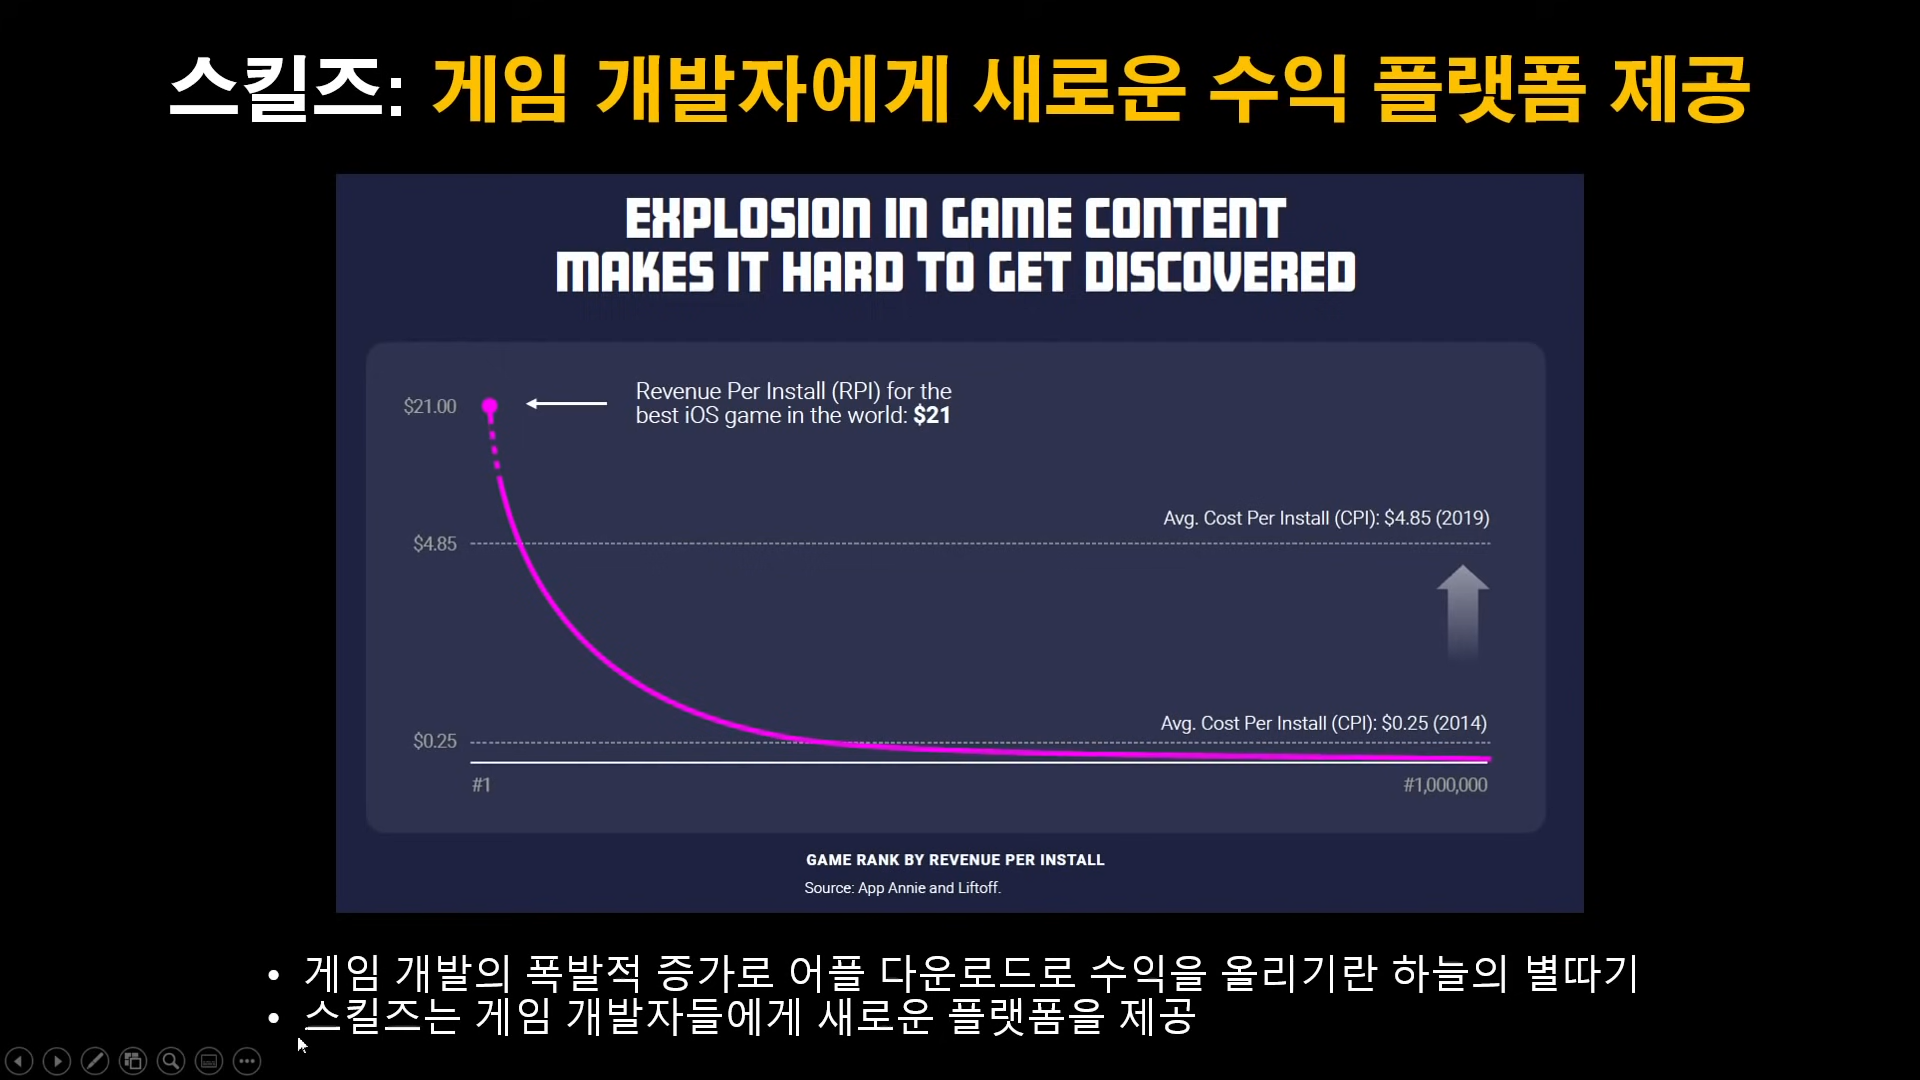 스킬즈: 게임 개발자에게 새로운 수익 플랫폼 제공
EXPLOSION IN GAME CONTENT
MAKES IT HARD TO GET DISCOVERED
$21.00
Revenue Per Install (RPI) for the
best iOS game in the world: $21
Avg. Cost Per Install (CPI): $4.85 (2019)
$4.85
Avg. Cost Per Install (CPI): $0.25 (2014)
$0.25
#1
#1,000,000
GAME RANK BY REVENUE PER INSTALL
Source: App Annie and Liftoff.
• 게임 개발의 폭발적 증가로 어플 다운로드로 수익을 올리기란 하늘의 별따기
• 스킬즈는 게임 개발자들에게 새로운 플랫폼을 제공